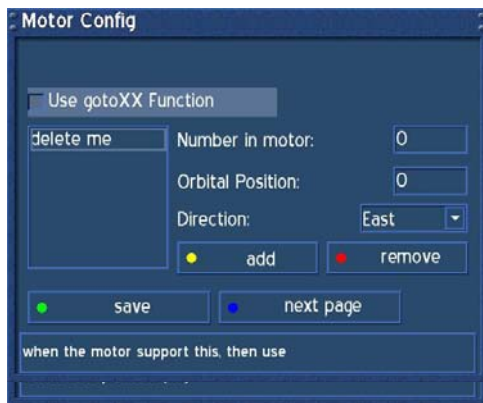 Motor Config
Use gotoXX Function
delete me
Number in motor: 0
Orbital Position: 0
Direction: East
add remove
save next page
when the motor support this, then use